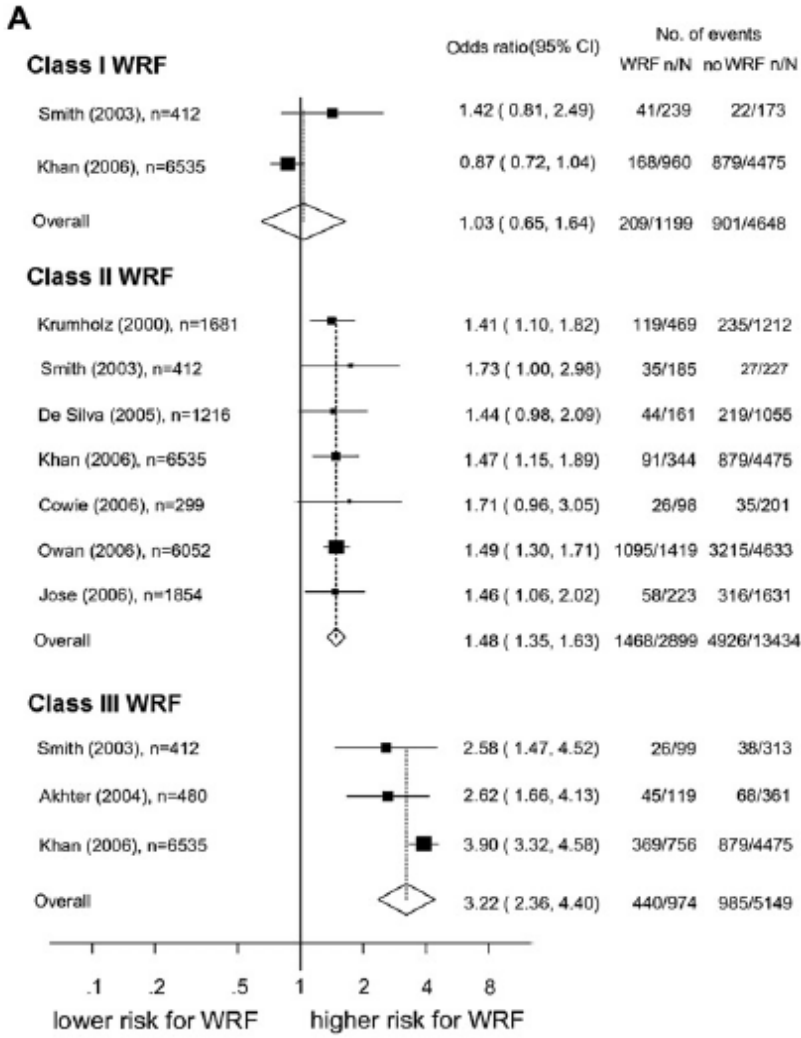 A
Odds ratio(95% CI) No. of events
WRF n/N no WRF n/N
Class I WRF
Smith (2003), n=412 1.42 ( 0.81, 2.49) 41/239 22/173
Khan (2006), n=6535 0.87 ( 0.72, 1.04) 168/960 879/4475
Overall 1.03 ( 0.65, 1.64) 209/1199 901/4648
Class II WRF
Krumholz (2000), n=1681 1.41 ( 1.10, 1.82) 119/469 235/1212
Smith (2003), n=412 1.73 ( 1.00, 2.98) 35/185 27/227
De Silva (2005), n=1216 1.44 ( 0.98, 2.09) 44/161 219/1055
Khan (2006), n=6535 1.47 ( 1.15, 1.89) 91/344 879/4475
Cowie (2006), n=299 1.71 ( 0.96, 3.05) 26/98 35/201
Owan (2006), n=6052 1.49 ( 1.30, 1.71) 1095/1419 3215/4633
Jose (2006), n=1854 1.46 ( 1.06, 2.02) 58/223 316/1631
Overall 1.48 ( 1.35, 1.63) 1468/2899 4926/13434
Class III WRF
Smith (2003), n=412 2.58 ( 1.47, 4.52) 26/99 38/313
Akhter (2004), n=480 2.62 ( 1.66, 4.13) 45/119 68/361
Khan (2006), n=6535 3.90 ( 3.32, 4.58) 369/756 879/4475
Overall 3.22 ( 2.36, 4.40) 440/974 985/5149
.1 .2 .5 1 2 4 8
lower risk for WRF higher risk for WRF